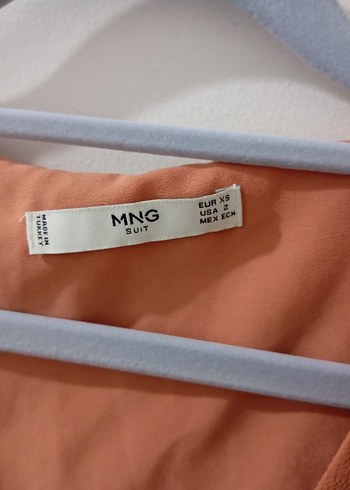 MADE IN
TURKEY
MNG
SUIT
EUR XS
USA 2
MEX ECH